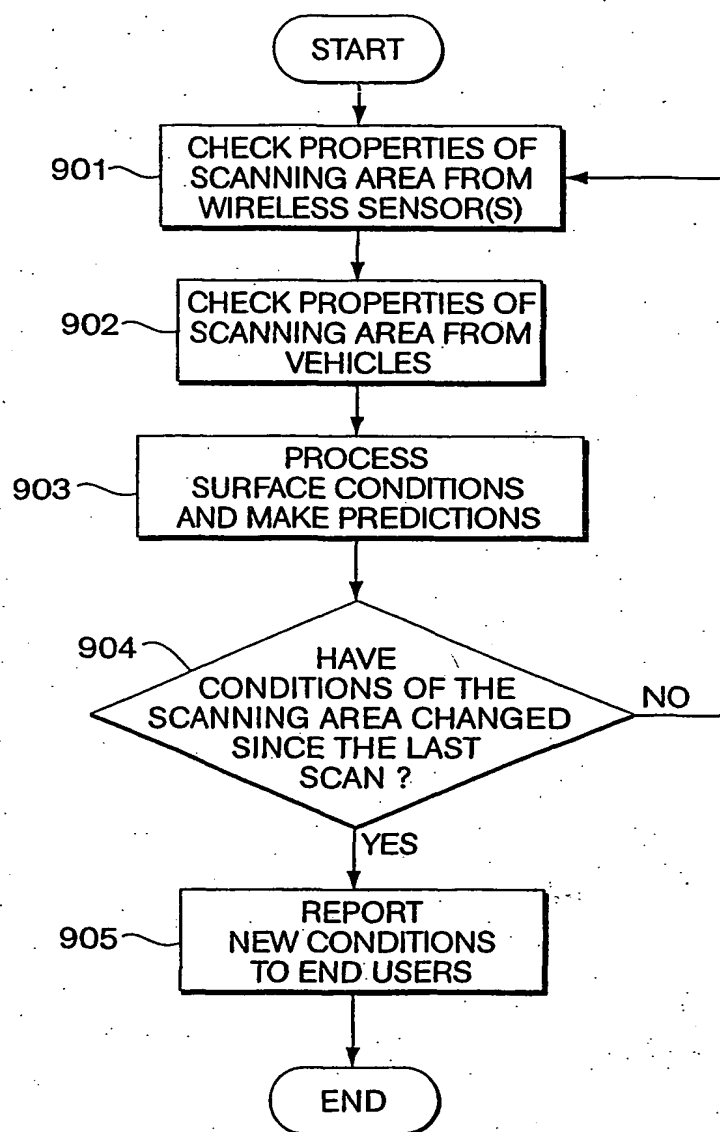 START
901
CHECK PROPERTIES OF
SCANNING AREA FROM
WIRELESS SENSOR(S)
902
CHECK PROPERTIES OF
SCANNING AREA FROM
VEHICLES
903
PROCESS
SURFACE CONDITIONS
AND MAKE PREDICTIONS
904
HAVE
CONDITIONS OF THE
SCANNING AREA CHANGED
SINCE THE LAST
SCAN ?
NO
YES
905
REPORT
NEW CONDITIONS
TO END USERS
END